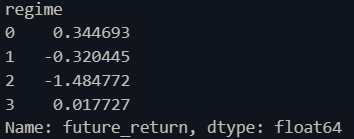 regime
0    0.344693
1   -0.320445
2   -1.484772
3    0.017727
Name: future_return, dtype: float64